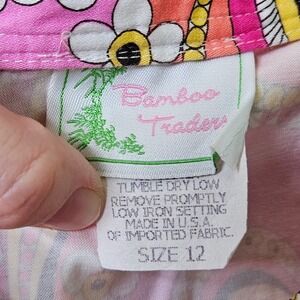 Bamboo
Traders
TUMBLE DRY LOW
REMOVE PROMPTLY
LOW IRON SETTING
MADE IN U.S.A.
OF IMPORTED FABRIC
SIZE 12